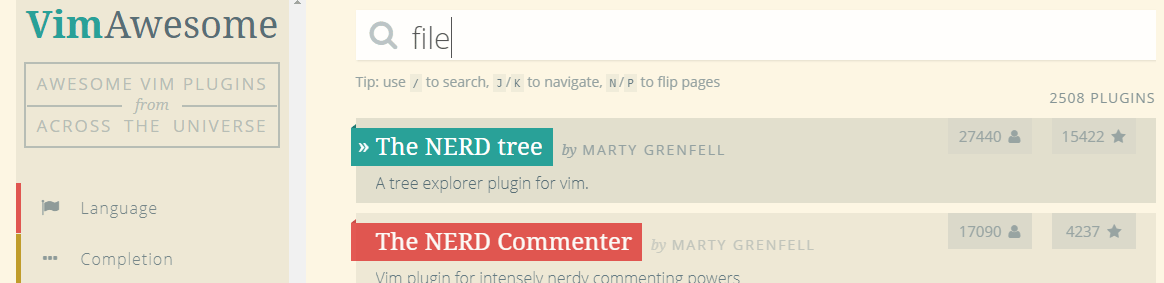 VimAwesome
AWESOME VIM PLUGINS
from
ACROSS THE UNIVERSE
Language
Completion
file
Tip: use / to search, J/K to navigate, N/P to flip pages
2508 PLUGINS
» The NERD tree by MARTY GRENFELL 27440 15422
A tree explorer plugin for vim.
The NERD Commenter by MARTY GRENFELL 17090 4237
Vim plugin for intensely nerdy commenting powers